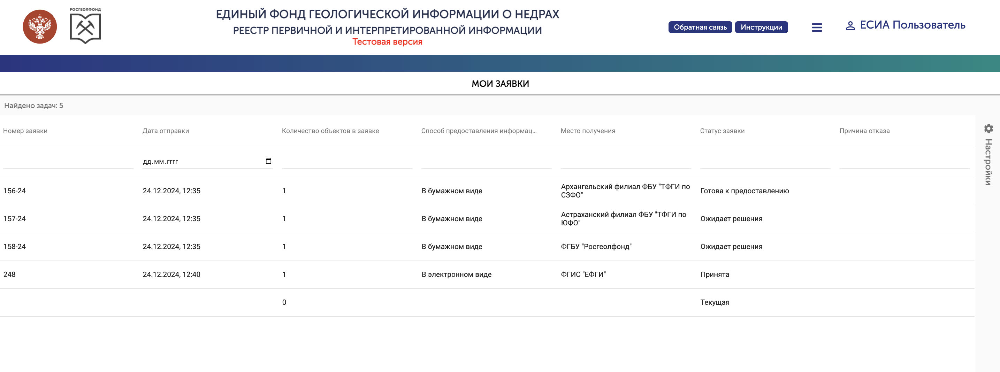 РОСГЕОЛФОНД
ЕДИНЫЙ ФОНД ГЕОЛОГИЧЕСКОЙ ИНФОРМАЦИИ О НЕДРАХ
РЕЕСТР ПЕРВИЧНОЙ И ИНТЕРПРЕТИРОВАННОЙ ИНФОРМАЦИИ
Тестовая версия
Обратная связь
Инструкции
ЕСИА Пользователь
МОИ ЗАЯВКИ
Найдено задач: 5
Номер заявки
Дата отправки
Количество объектов в заявке
Способ предоставления информац...
Место получения
Статус заявки
Причина отказа
Настройки
дд.мм.гггг
156-24
24.12.2024, 12:35
1
В бумажном виде
Архангельский филиал ФБУ "ТФГИ по
СЗФО"
Готова к предоставлению
157-24
24.12.2024, 12:35
1
В бумажном виде
Астраханский филиал ФБУ "ТФГИ по
ЮФО"
Ожидает решения
158-24
24.12.2024, 12:35
1
В бумажном виде
ФГБУ "Росгеолфонд"
Ожидает решения
248
24.12.2024, 12:40
1
В электронном виде
ФГИС "ЕФГИ"
Принята
0
Текущая